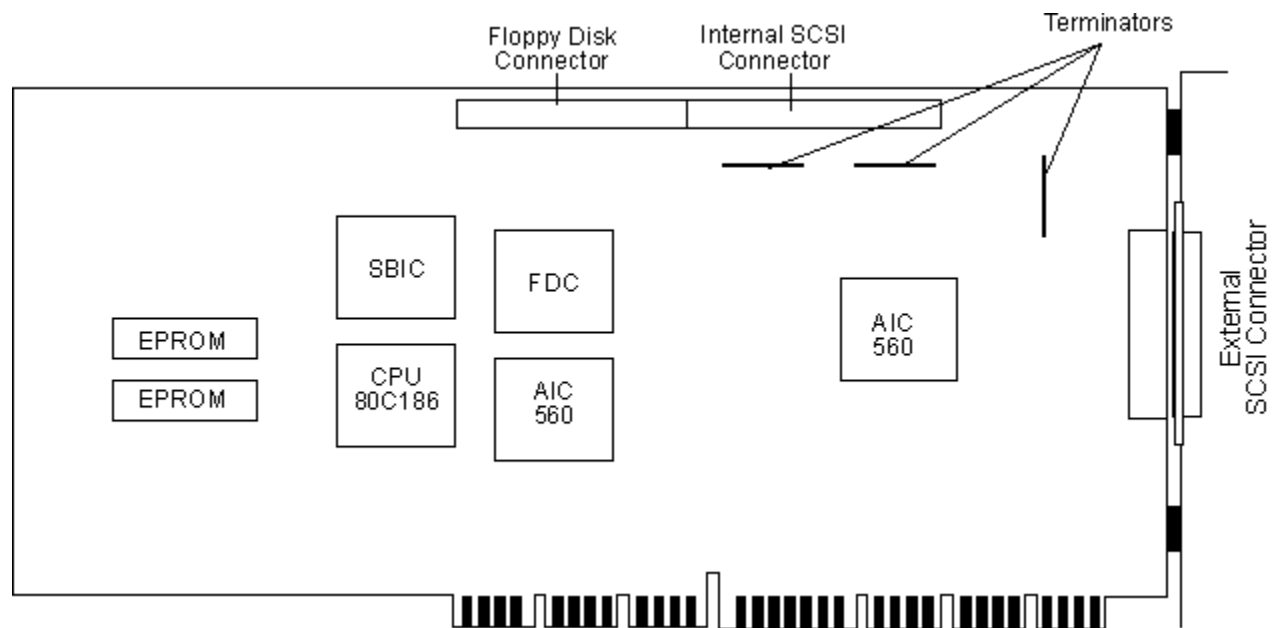 Terminators
Floppy Disk
Connector
Internal SCSI
Connector
SBIC
FDC
AIC
560
EPROM
EPROM
CPU
80C186
AIC
560
External
SCSI Connector